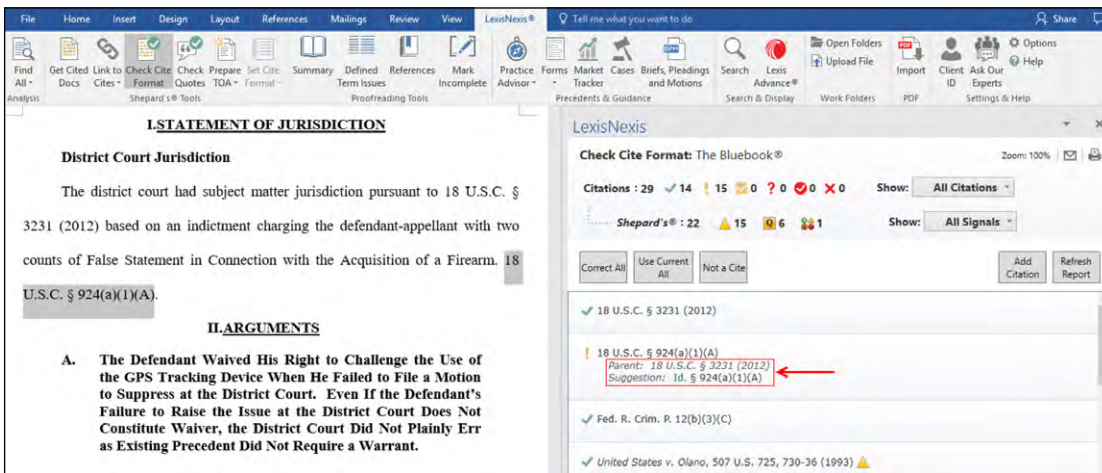 File Home Insert Design Layout References Mailings Review View LexisNexis® Tell me what you want to do Share
Find All Get Cited Docs Link to Cites Check Cite Format Check Quotes Prepare TOA Set Cite Format Summary Defined Term Issues References Mark Incomplete Practice Advisor Forms Market Tracker Cases Briefs, Pleadings and Motions Search Lexis Advance® Open Folders Upload File PDF Import Client ID Ask Our Experts Options Help
Analysis Shepard's® Tools Proofreading Tools Precedents & Guidance Search & Display Work Folders PDF Settings & Help
I.STATEMENT OF JURISDICTION
District Court Jurisdiction
The district court had subject matter jurisdiction pursuant to 18 U.S.C. §
3231 (2012) based on an indictment charging the defendant-appellant with two
counts of False Statement in Connection with the Acquisition of a Firearm. 18
U.S.C. § 924(a)(1)(A).
II.ARGUMENTS
A. The Defendant Waived His Right to Challenge the Use of
the GPS Tracking Device When He Failed to File a Motion
to Suppress at the District Court. Even If the Defendant's
Failure to Raise the Issue at the District Court Does Not
Constitute Waiver, the District Court Did Not Plainly Err
as Existing Precedent Did Not Require a Warrant.
LexisNexis
Check Cite Format: The Bluebook® Zoom: 100%
Citations : 29 14 15 0 ? 0 0 0 Show: All Citations
Shepard's® : 22 15 Q 6 1 Show: All Signals
Correct All Use Current All Not a Cite Add Citation Refresh Report
18 U.S.C. § 3231 (2012)
! 18 U.S.C. § 924(a)(1)(A)
Parent: 18 U.S.C. § 3231 (2012)
Suggestion: Id. § 924(a)(1)(A)
Fed. R. Crim. P. 12(b)(3)(C)
United States v. Olano, 507 U.S. 725, 730-36 (1993)